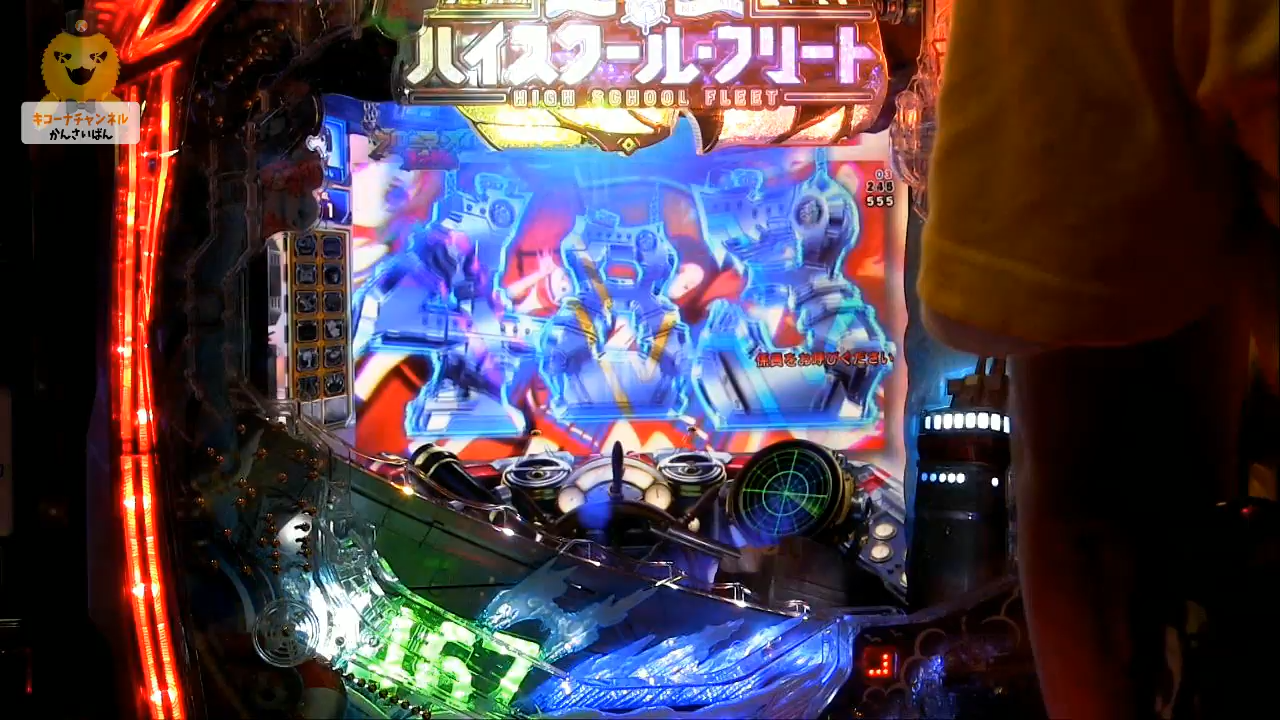 ハイスクール・フリート
HIGH SCHOOL FLEET
キコーナチャンネル
かんさいばん
03
248
555
係員をお呼びください
157